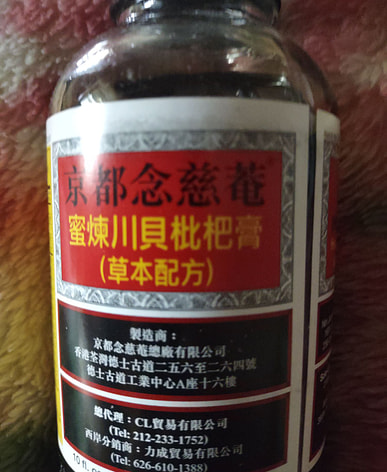 京都念慈菴
蜜煉川貝枇杷膏
(草本配方)
製造商：
京都念慈菴總廠有限公司
香港荃灣德士古道二五六至二六四號
德士古道工業中心A座十六樓
總代理：CL貿易有限公司
(Tel: 212-233-1752)
西岸分銷商：力成貿易有限公司
(Tel: 626-610-1388)
10 fl.